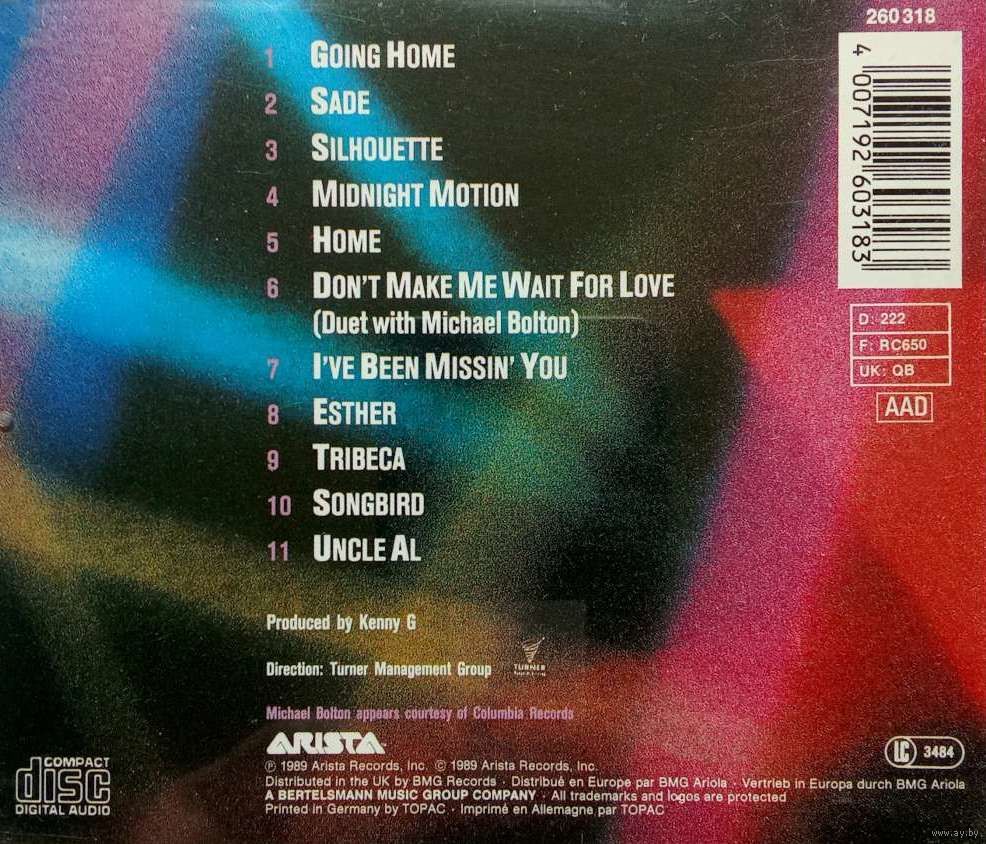 260 318
4 007192 603183
1 GOING HOME
2 SADE
3 SILHOUETTE
4 MIDNIGHT MOTION
5 HOME
6 DON'T MAKE ME WAIT FOR LOVE
(Duet with Michael Bolton)
7 I'VE BEEN MISSIN' YOU
8 ESTHER
9 TRIBECA
10 SONGBIRD
11 UNCLE AL
D: 222
F: RC650
UK: QB
AAD
Produced by Kenny G
Direction: Turner Management Group
TURNER
Michael Bolton appears courtesy of Columbia Records
ARISTA
℗ 1989 Arista Records, Inc. © 1989 Arista Records, Inc.
Distributed in the UK by BMG Records · Distribué en Europe par BMG Ariola · Vertrieb in Europa durch BMG Ariola
A BERTELSMANN MUSIC GROUP COMPANY · All trademarks and logos are protected
Printed in Germany by TOPAC · Imprimé en Allemagne par TOPAC
LC 3484
COMPACT
disc
DIGITAL AUDIO
www.ay.by